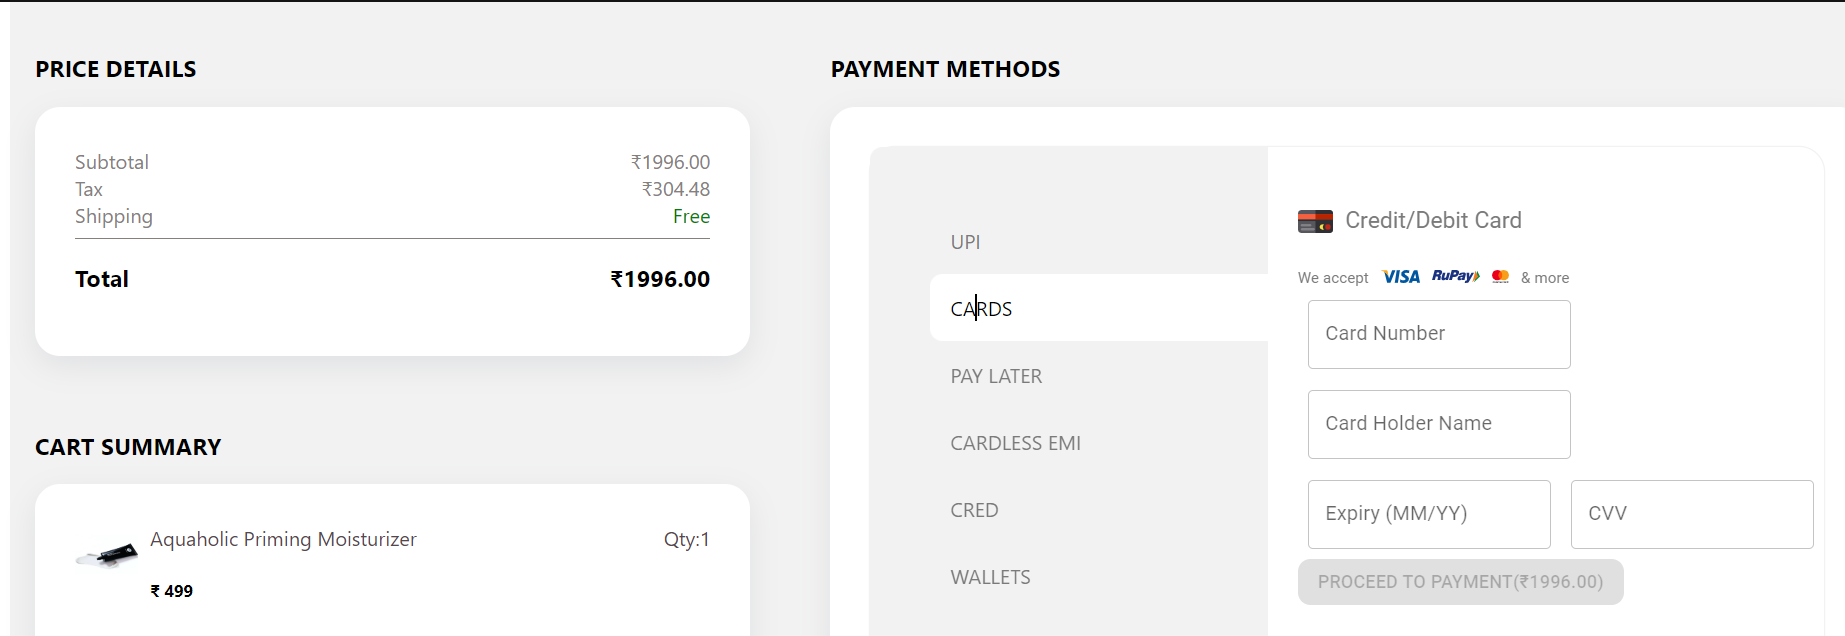 PRICE DETAILS
Subtotal ₹1996.00
Tax ₹304.48
Shipping Free
Total ₹1996.00
CART SUMMARY
Aquaholic Priming Moisturizer Qty:1
₹ 499
PAYMENT METHODS
UPI
CARDS
PAY LATER
CARDLESS EMI
CRED
WALLETS
Credit/Debit Card
We accept VISA RuPay & more
Card Number
Card Holder Name
Expiry (MM/YY) CVV
PROCEED TO PAYMENT(₹1996.00)